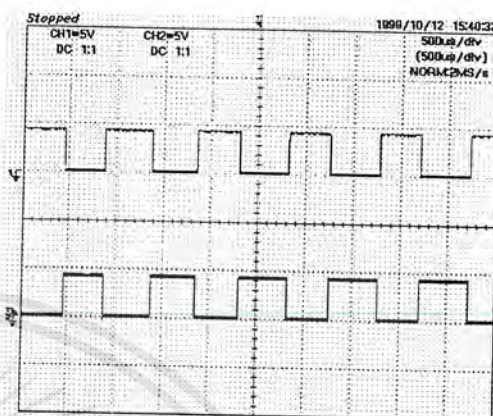 Stopped
1999/10/12 15:40:33
CH1=5V CH2=5V
DC 1:1 DC 1:1
500us/div
(500us/div)
NORM:2MS/s